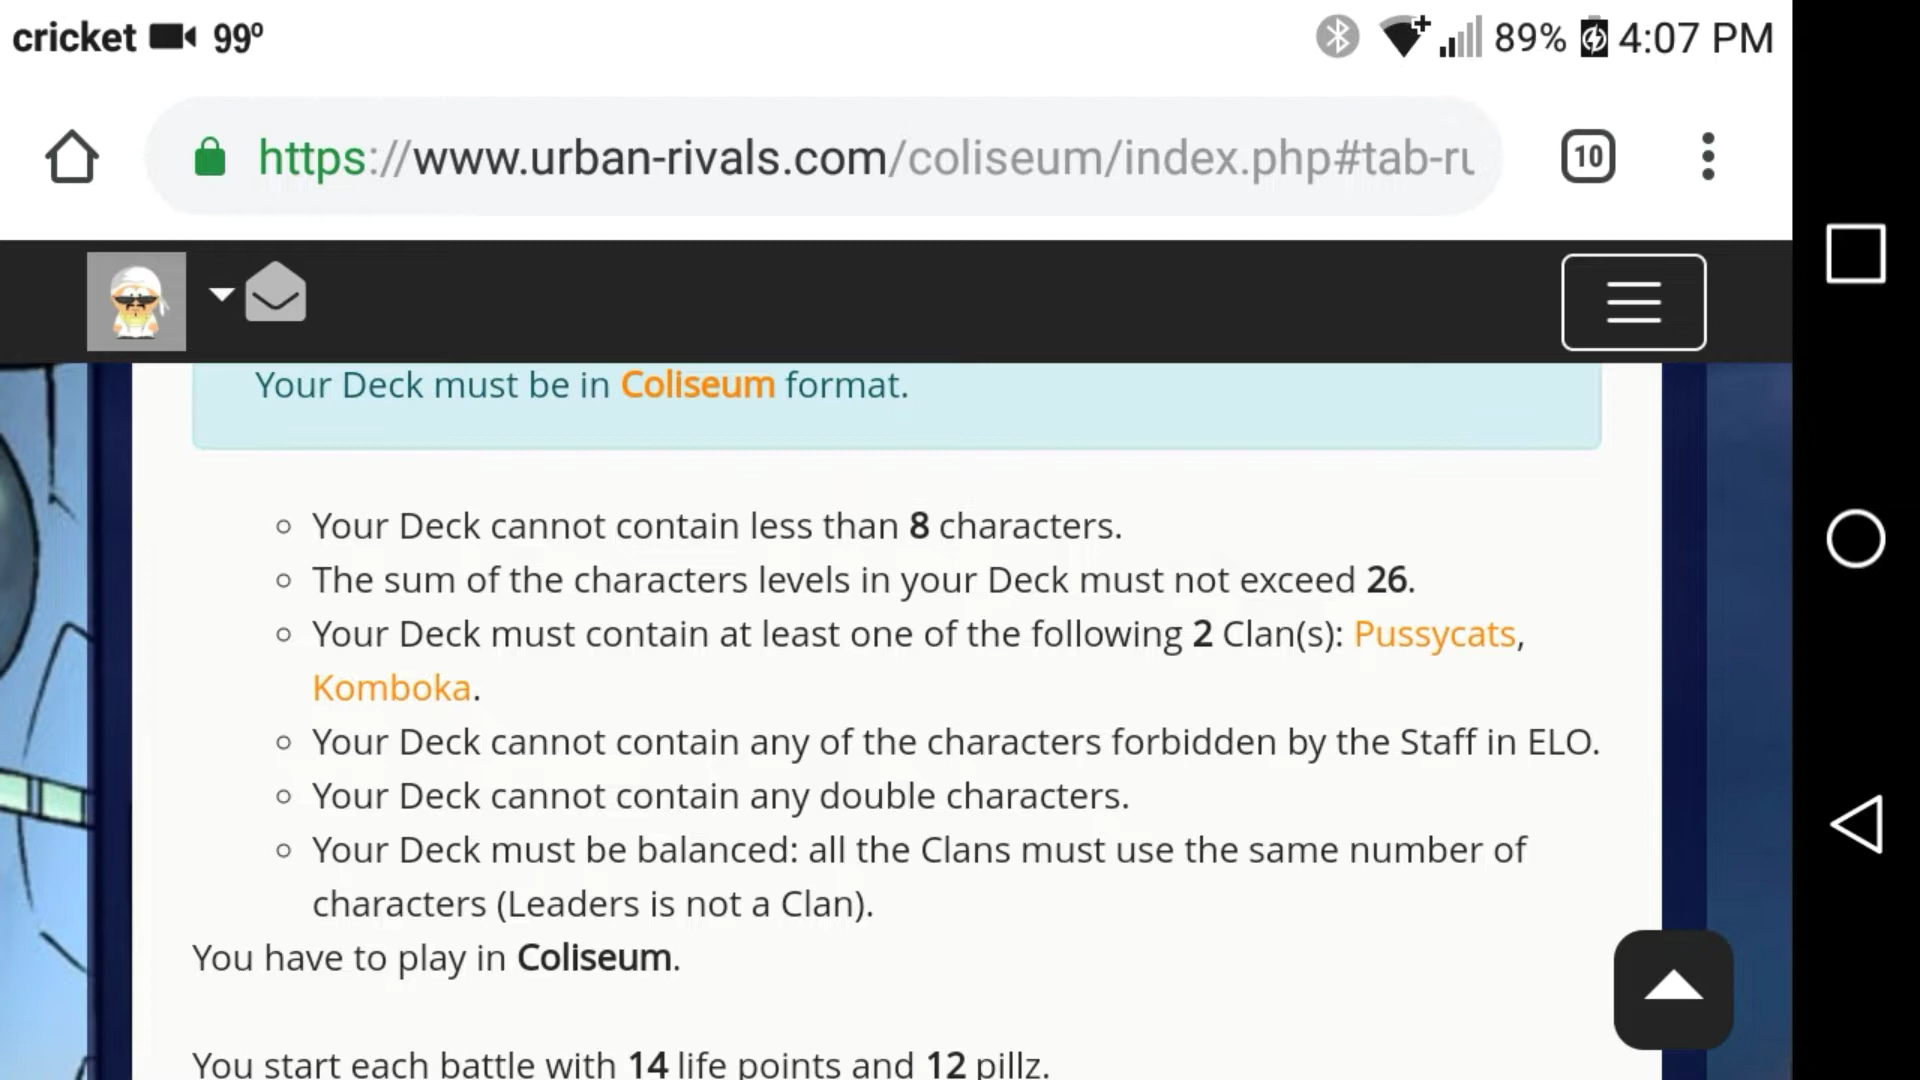 cricket 99º 89% 4:07 PM
https://www.urban-rivals.com/coliseum/index.php#tab-ru
10
Your Deck must be in Coliseum format.
Your Deck cannot contain less than 8 characters.
The sum of the characters levels in your Deck must not exceed 26.
Your Deck must contain at least one of the following 2 Clan(s): Pussycats,
Komboka.
Your Deck cannot contain any of the characters forbidden by the Staff in ELO.
Your Deck cannot contain any double characters.
Your Deck must be balanced: all the Clans must use the same number of
characters (Leaders is not a Clan).
You have to play in Coliseum.
You start each battle with 14 life points and 12 pillz.